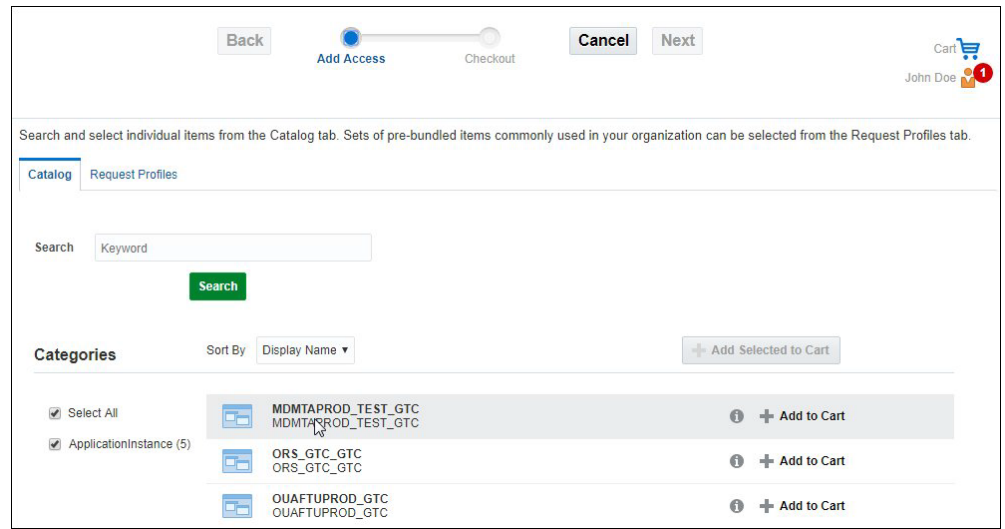 Back
Add Access
Checkout
Cancel
Next
Cart
John Doe 1
Search and select individual items from the Catalog tab. Sets of pre-bundled items commonly used in your organization can be selected from the Request Profiles tab.
Catalog Request Profiles
Search Keyword
Search
Categories
Sort By Display Name
Add Selected to Cart
Select All
ApplicationInstance (5)
MDMTAPROD_TEST_GTC
MDMTAPROD_TEST_GTC
Add to Cart
ORS_GTC_GTC
ORS_GTC_GTC
Add to Cart
OUAFTUPROD_GTC
OUAFTUPROD_GTC
Add to Cart